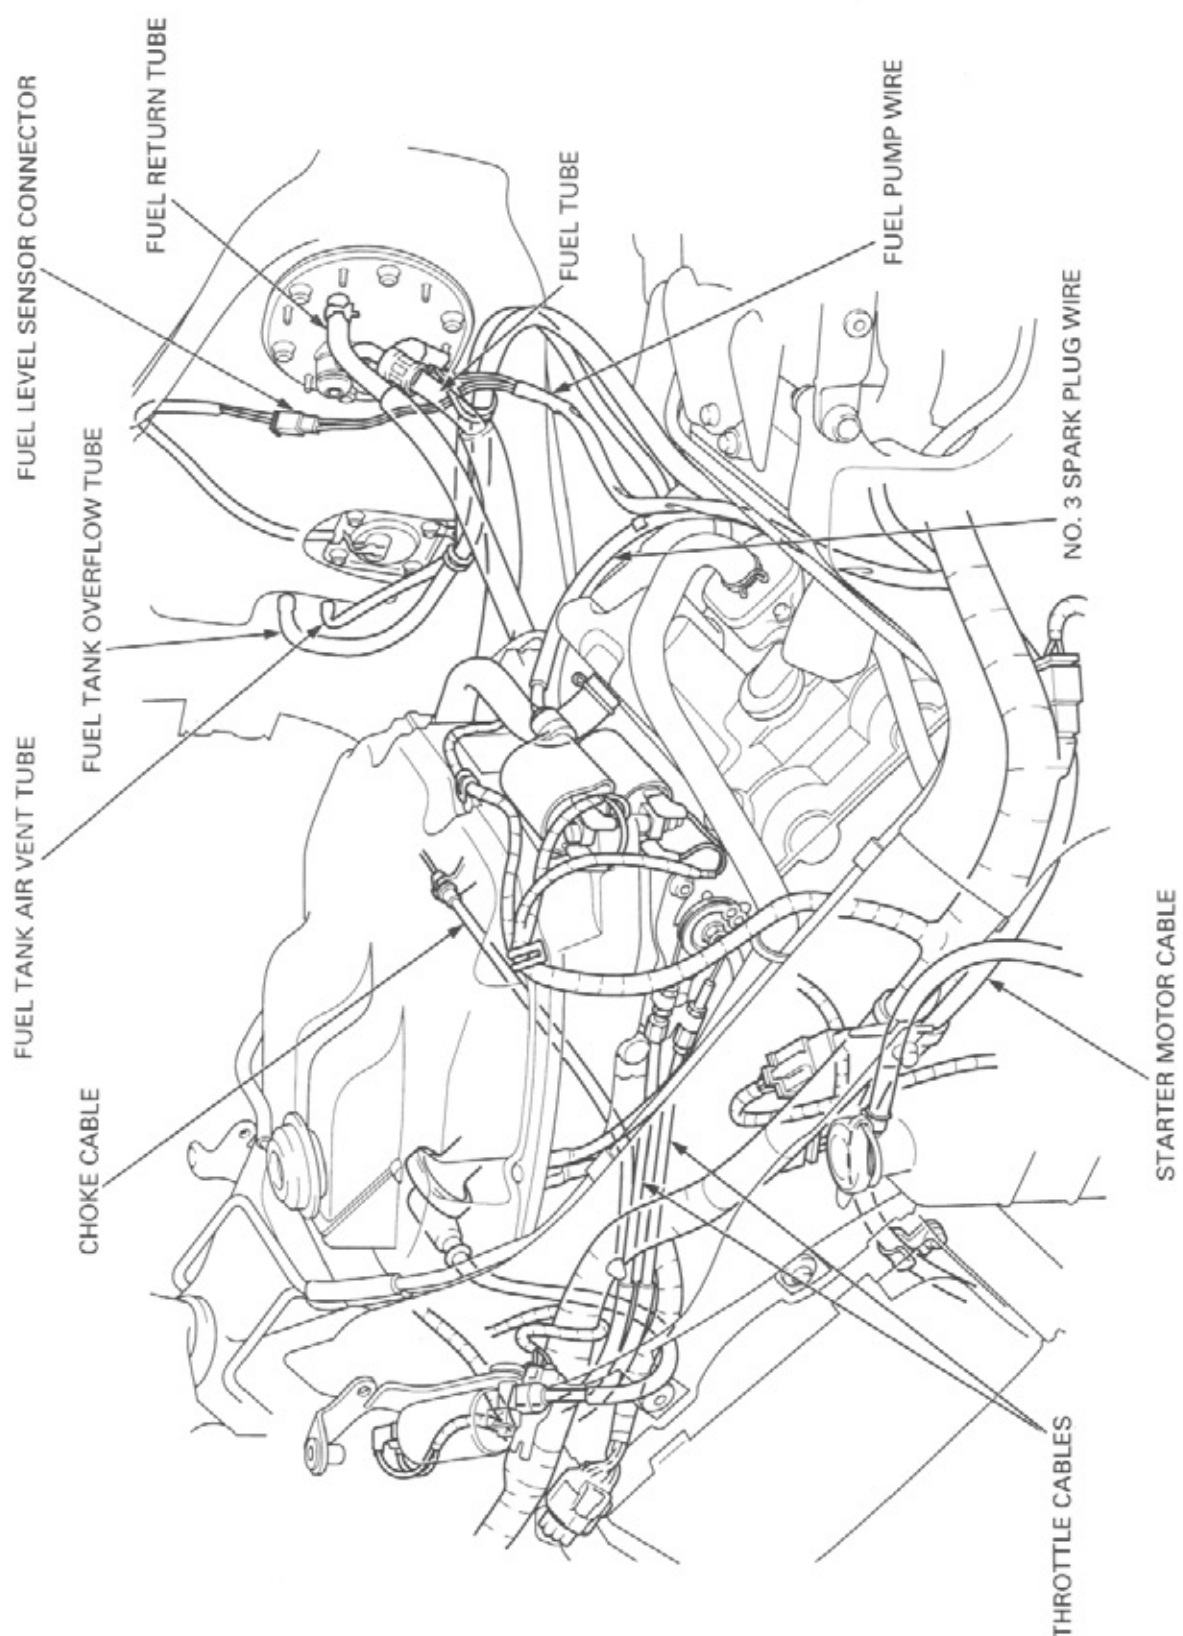 FUEL LEVEL SENSOR CONNECTOR
FUEL RETURN TUBE
FUEL TUBE
FUEL PUMP WIRE
NO. 3 SPARK PLUG WIRE
FUEL TANK OVERFLOW TUBE
FUEL TANK AIR VENT TUBE
CHOKE CABLE
STARTER MOTOR CABLE
THROTTLE CABLES